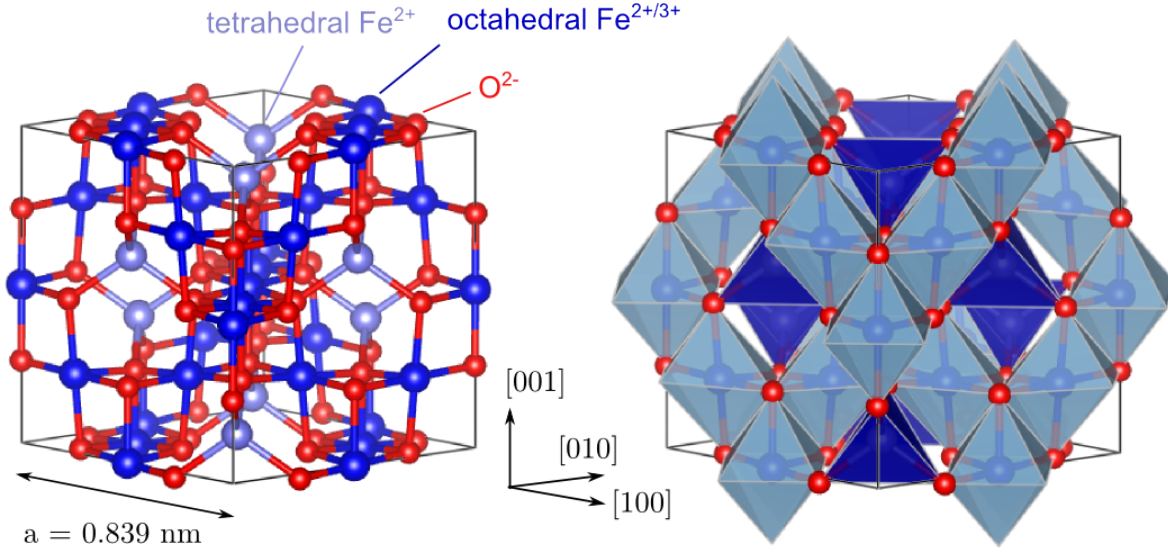 tetrahedral Fe²⁺
octahedral Fe²⁺/³⁺
O²⁻
[001]
[010]
[100]
a = 0.839 nm